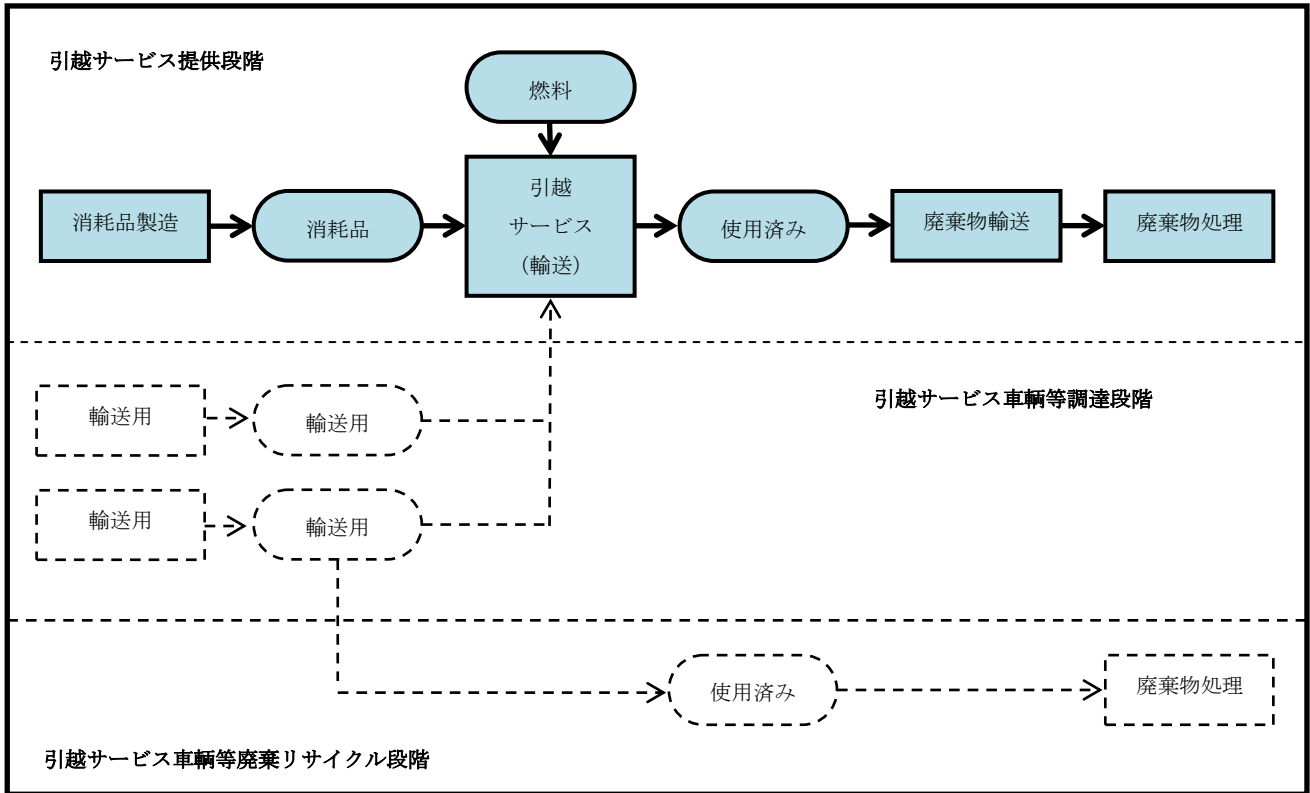 引越サービス提供段階
燃料
消耗品製造
消耗品
引越
サービス
（輸送）
使用済み
廃棄物輸送
廃棄物処理
引越サービス車輌等調達段階
輸送用
輸送用
輸送用
輸送用
使用済み
廃棄物処理
引越サービス車輌等廃棄リサイクル段階